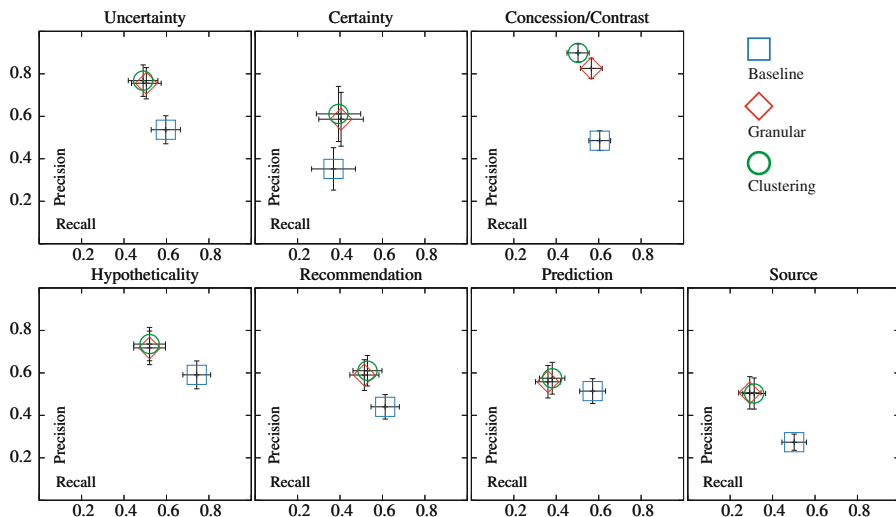 Uncertainty Certainty Concession/Contrast
0.8
0.6
0.4
0.2
Precision Precision Precision
Recall Recall Recall
0.2 0.4 0.6 0.8 0.2 0.4 0.6 0.8 0.2 0.4 0.6 0.8
Baseline
Granular
Clustering
Hypotheticality Recommendation Prediction Source
0.8
0.6
0.4
0.2
Precision Precision Precision Precision
Recall Recall Recall Recall
0.2 0.4 0.6 0.8 0.2 0.4 0.6 0.8 0.2 0.4 0.6 0.8 0.2 0.4 0.6 0.8